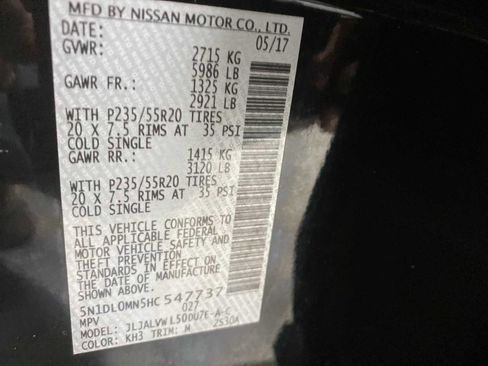 MFD BY NISSAN MOTOR CO., LTD.
DATE: 05/17
GVWR: 2715 KG
5986 LB
GAWR FR.: 1325 KG
2921 LB
WITH P235/55R20 TIRES
20 X 7.5 RIMS AT 35 PSI
COLD SINGLE
GAWR RR.: 1415 KG
3120 LB
WITH P235/55R20 TIRES
20 X 7.5 RIMS AT 35 PSI
COLD SINGLE
THIS VEHICLE CONFORMS TO
ALL APPLICABLE FEDERAL
MOTOR VEHICLE SAFETY AND
THEFT PREVENTION
STANDARDS IN EFFECT ON
THE DATE OF MANUFACTURE
5N1DL0MN5HC547737
MPV 027
MODEL: JLJALVWL50DU7E-A-C
COLOR: KH3 TRIM: M 2S30A